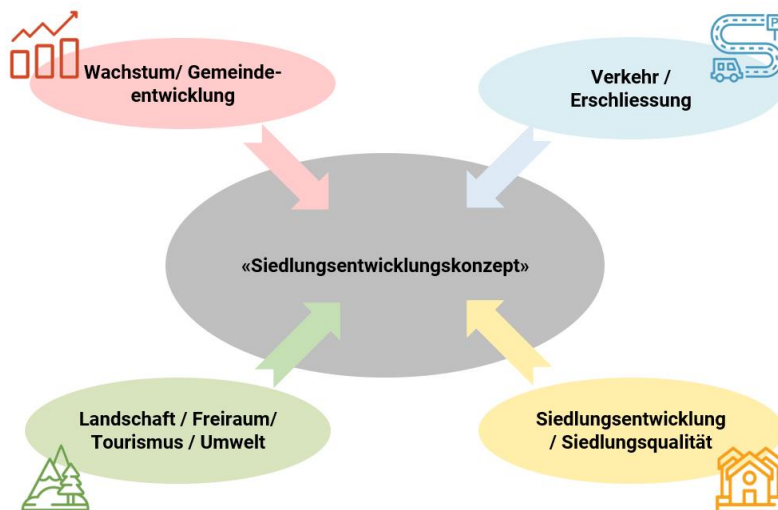 Wachstum/ Gemeinde-
entwicklung
Verkehr /
Erschliessung
P
«Siedlungsentwicklungskonzept»
Landschaft / Freiraum/
Tourismus / Umwelt
Siedlungsentwicklung
/ Siedlungsqualität